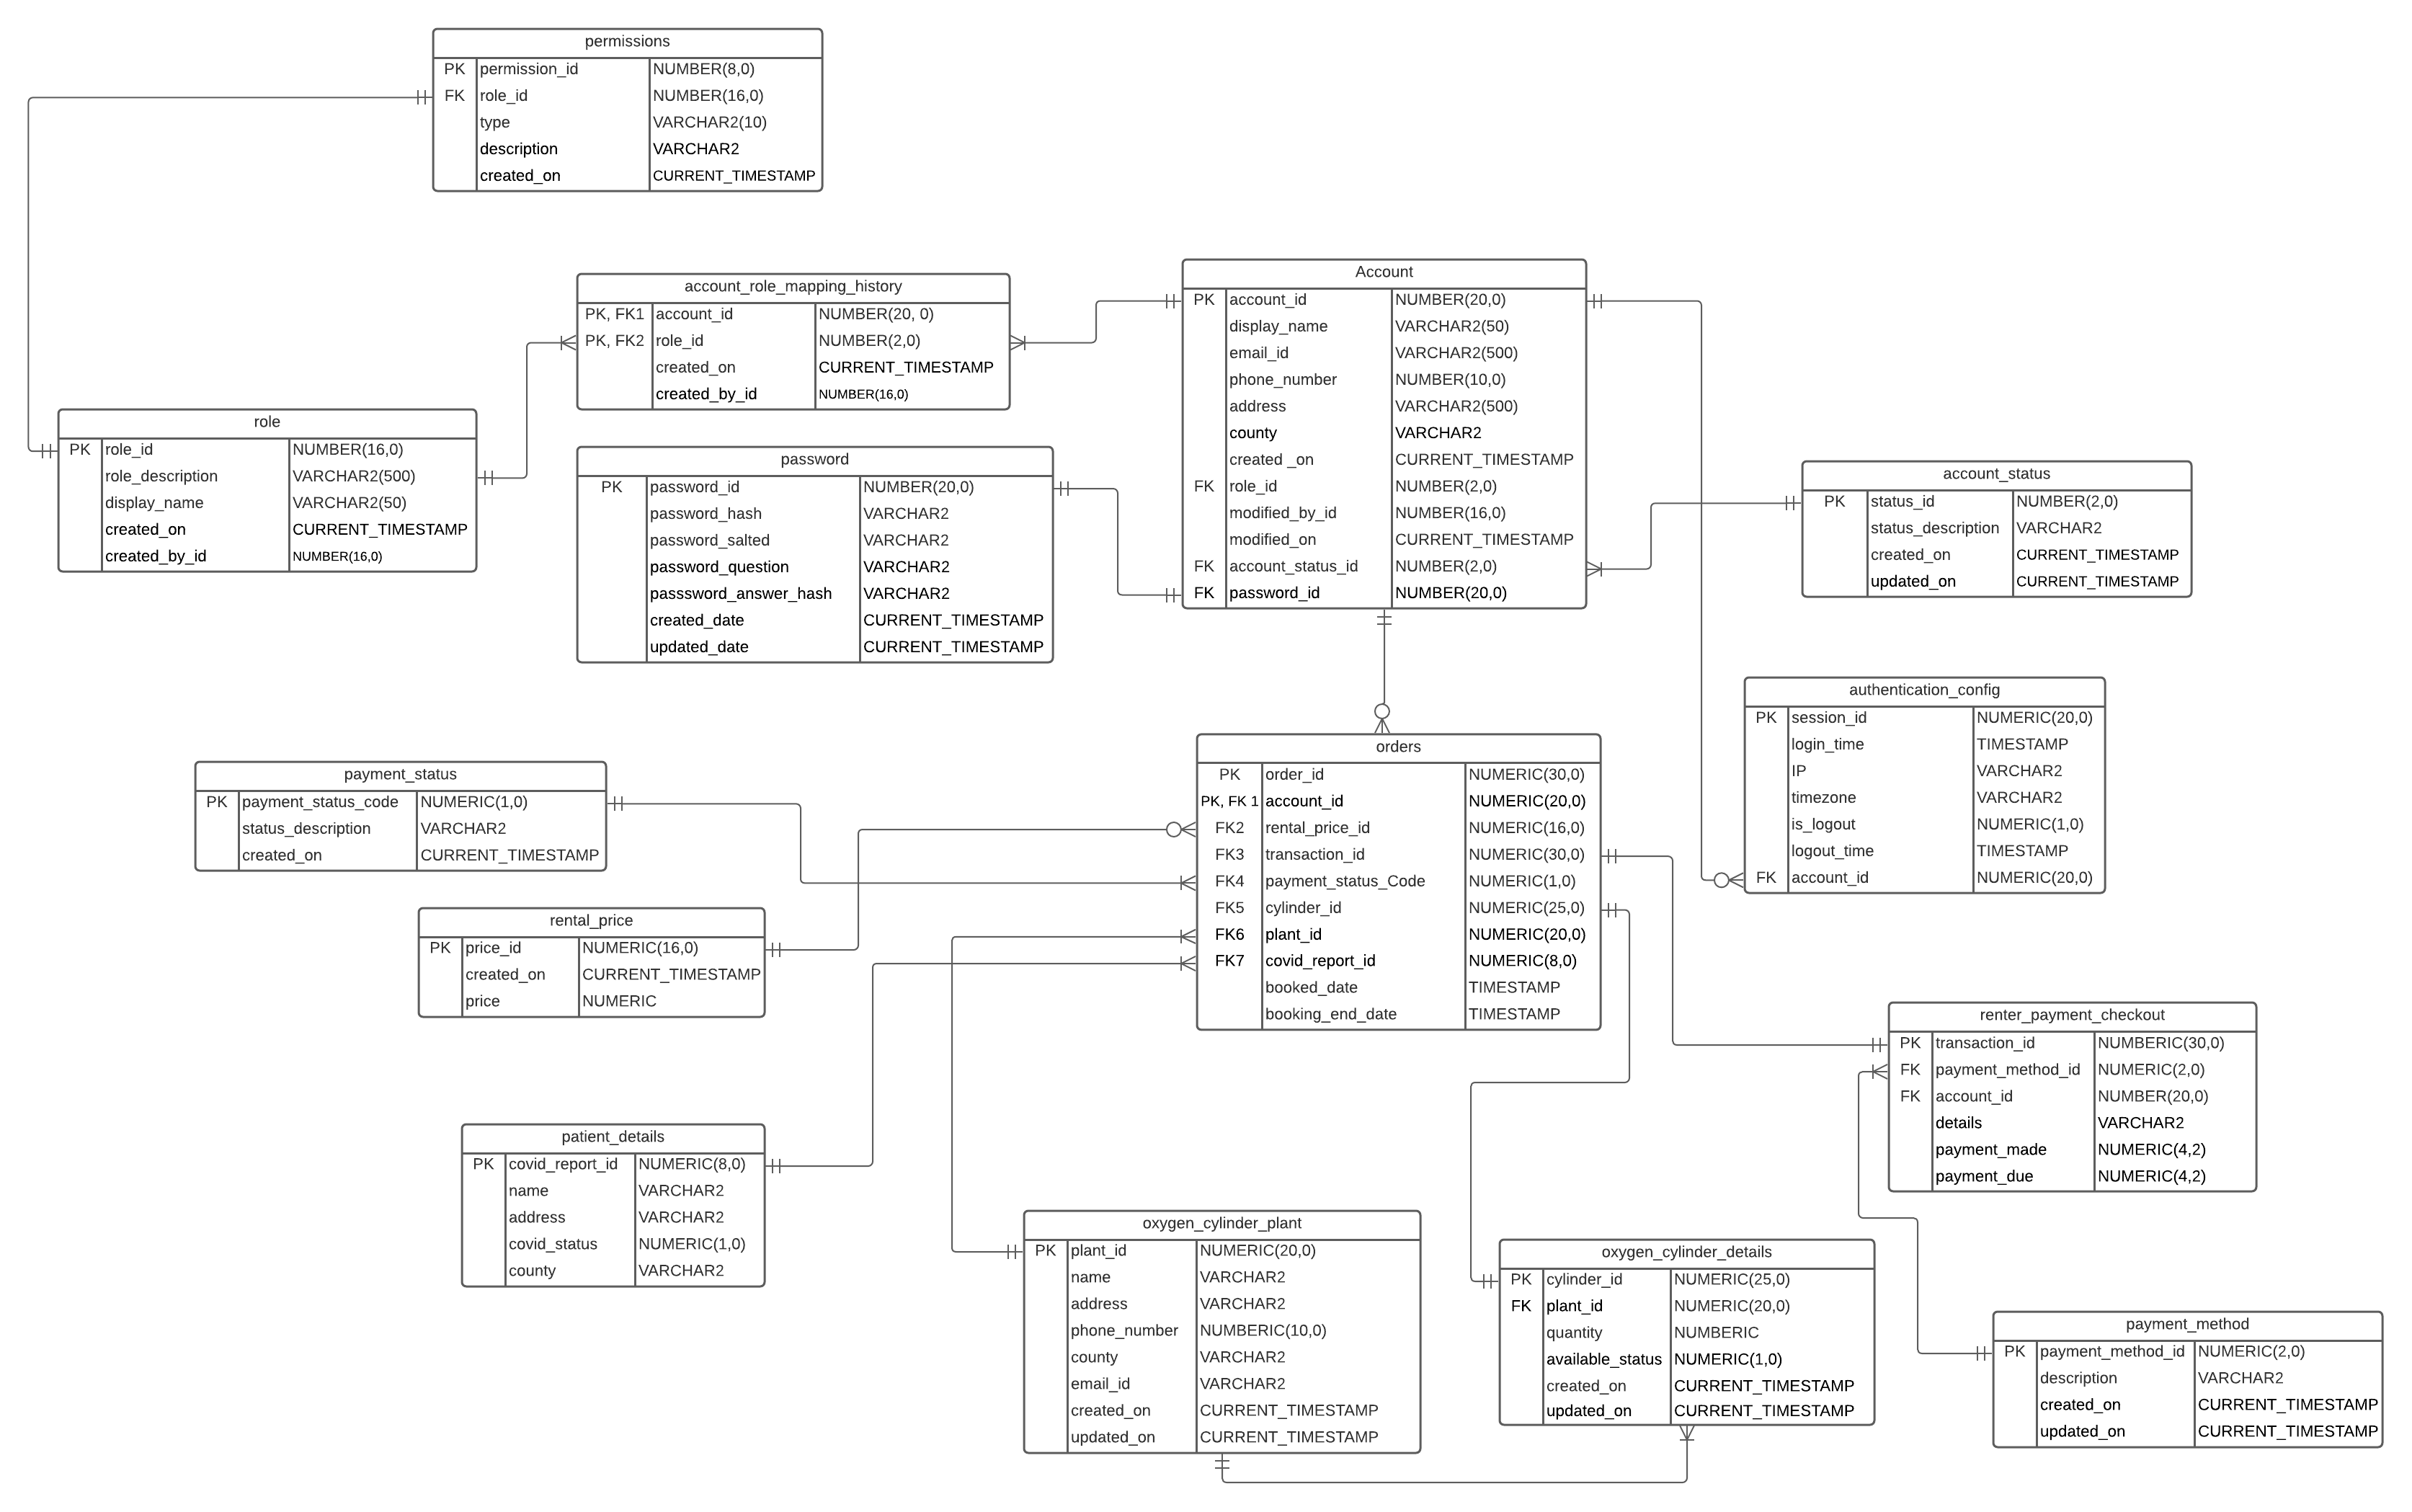 permissions
PK permission_id NUMBER(8,0)
FK role_id NUMBER(16,0)
type VARCHAR2(10)
description VARCHAR2
created_on CURRENT_TIMESTAMP
account_role_mapping_history
PK, FK1 account_id NUMBER(20, 0)
PK, FK2 role_id NUMBER(2,0)
created_on CURRENT_TIMESTAMP
created_by_id NUMBER(16,0)
Account
PK account_id NUMBER(20,0)
display_name VARCHAR2(50)
email_id VARCHAR2(500)
phone_number NUMBER(10,0)
address VARCHAR2(500)
county VARCHAR2
created _on CURRENT_TIMESTAMP
FK role_id NUMBER(2,0)
modified_by_id NUMBER(16,0)
modified_on CURRENT_TIMESTAMP
FK account_status_id NUMBER(2,0)
FK password_id NUMBER(20,0)
role
PK role_id NUMBER(16,0)
role_description VARCHAR2(500)
display_name VARCHAR2(50)
created_on CURRENT_TIMESTAMP
created_by_id NUMBER(16,0)
password
PK password_id NUMBER(20,0)
password_hash VARCHAR2
password_salted VARCHAR2
password_question VARCHAR2
passsword_answer_hash VARCHAR2
created_date CURRENT_TIMESTAMP
updated_date CURRENT_TIMESTAMP
account_status
PK status_id NUMBER(2,0)
status_description VARCHAR2
created_on CURRENT_TIMESTAMP
updated_on CURRENT_TIMESTAMP
authentication_config
PK session_id NUMERIC(20,0)
login_time TIMESTAMP
IP VARCHAR2
timezone VARCHAR2
is_logout NUMERIC(1,0)
logout_time TIMESTAMP
FK account_id NUMERIC(20,0)
orders
PK order_id NUMERIC(30,0)
PK, FK 1 account_id NUMERIC(20,0)
FK2 rental_price_id NUMERIC(16,0)
FK3 transaction_id NUMERIC(30,0)
FK4 payment_status_Code NUMERIC(1,0)
FK5 cylinder_id NUMERIC(25,0)
FK6 plant_id NUMERIC(20,0)
FK7 covid_report_id NUMERIC(8,0)
booked_date TIMESTAMP
booking_end_date TIMESTAMP
payment_status
PK payment_status_code NUMERIC(1,0)
status_description VARCHAR2
created_on CURRENT_TIMESTAMP
rental_price
PK price_id NUMERIC(16,0)
created_on CURRENT_TIMESTAMP
price NUMERIC
renter_payment_checkout
PK transaction_id NUMBERIC(30,0)
FK payment_method_id NUMERIC(2,0)
FK account_id NUMBER(20,0)
details VARCHAR2
payment_made NUMERIC(4,2)
payment_due NUMERIC(4,2)
patient_details
PK covid_report_id NUMERIC(8,0)
name VARCHAR2
address VARCHAR2
covid_status NUMERIC(1,0)
county VARCHAR2
oxygen_cylinder_plant
PK plant_id NUMERIC(20,0)
name VARCHAR2
address VARCHAR2
phone_number NUMBERIC(10,0)
county VARCHAR2
email_id VARCHAR2
created_on CURRENT_TIMESTAMP
updated_on CURRENT_TIMESTAMP
oxygen_cylinder_details
PK cylinder_id NUMERIC(25,0)
FK plant_id NUMERIC(20,0)
quantity NUMBERIC
available_status NUMERIC(1,0)
created_on CURRENT_TIMESTAMP
updated_on CURRENT_TIMESTAMP
payment_method
PK payment_method_id NUMERIC(2,0)
description VARCHAR2
created_on CURRENT_TIMESTAMP
updated_on CURRENT_TIMESTAMP